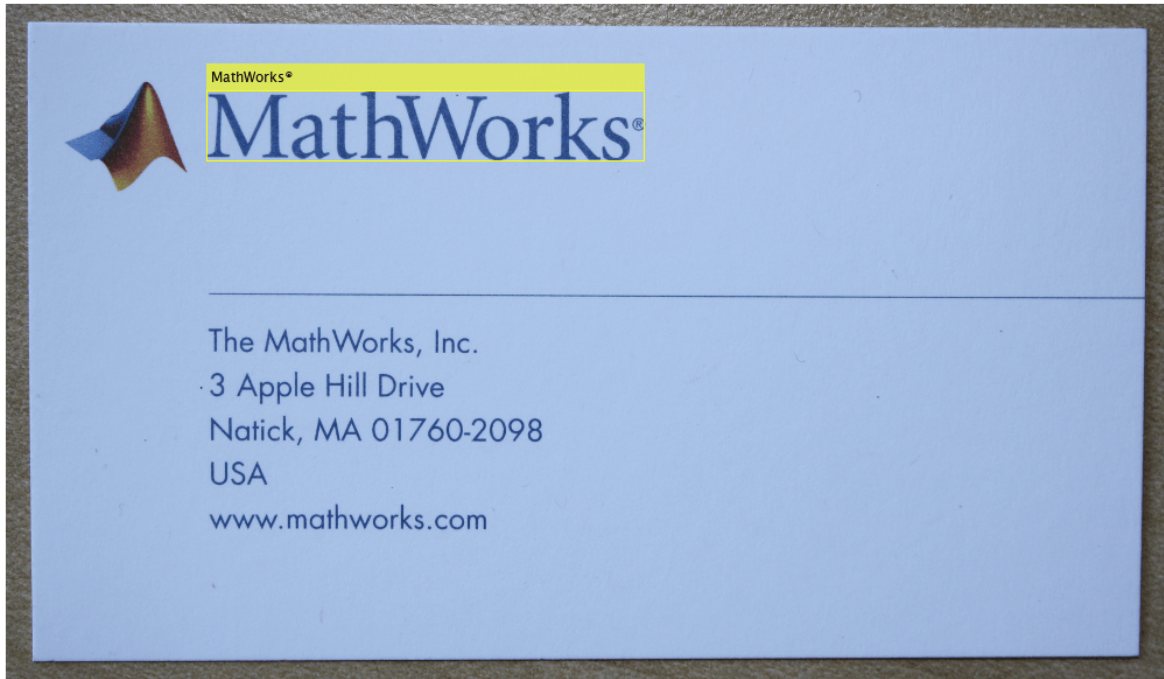 MathWorks®
MathWorks®
The MathWorks, Inc.
3 Apple Hill Drive
Natick, MA 01760-2098
USA
www.mathworks.com